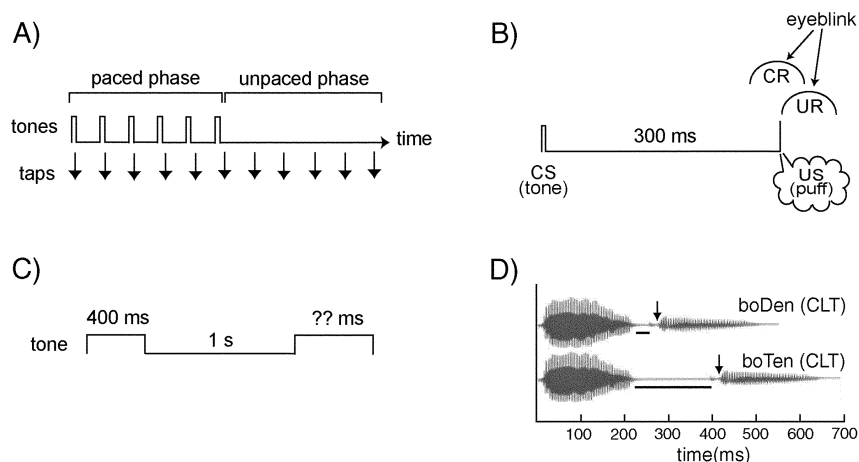 A)
paced phase unpaced phase
tones
time
taps
B)
eyeblink
CR
UR
300 ms
CS
(tone)
US
(puff)
C)
400 ms
?? ms
tone
1 s
D)
boDen (CLT)
boTen (CLT)
100 200 300 400 500 600 700
time(ms)